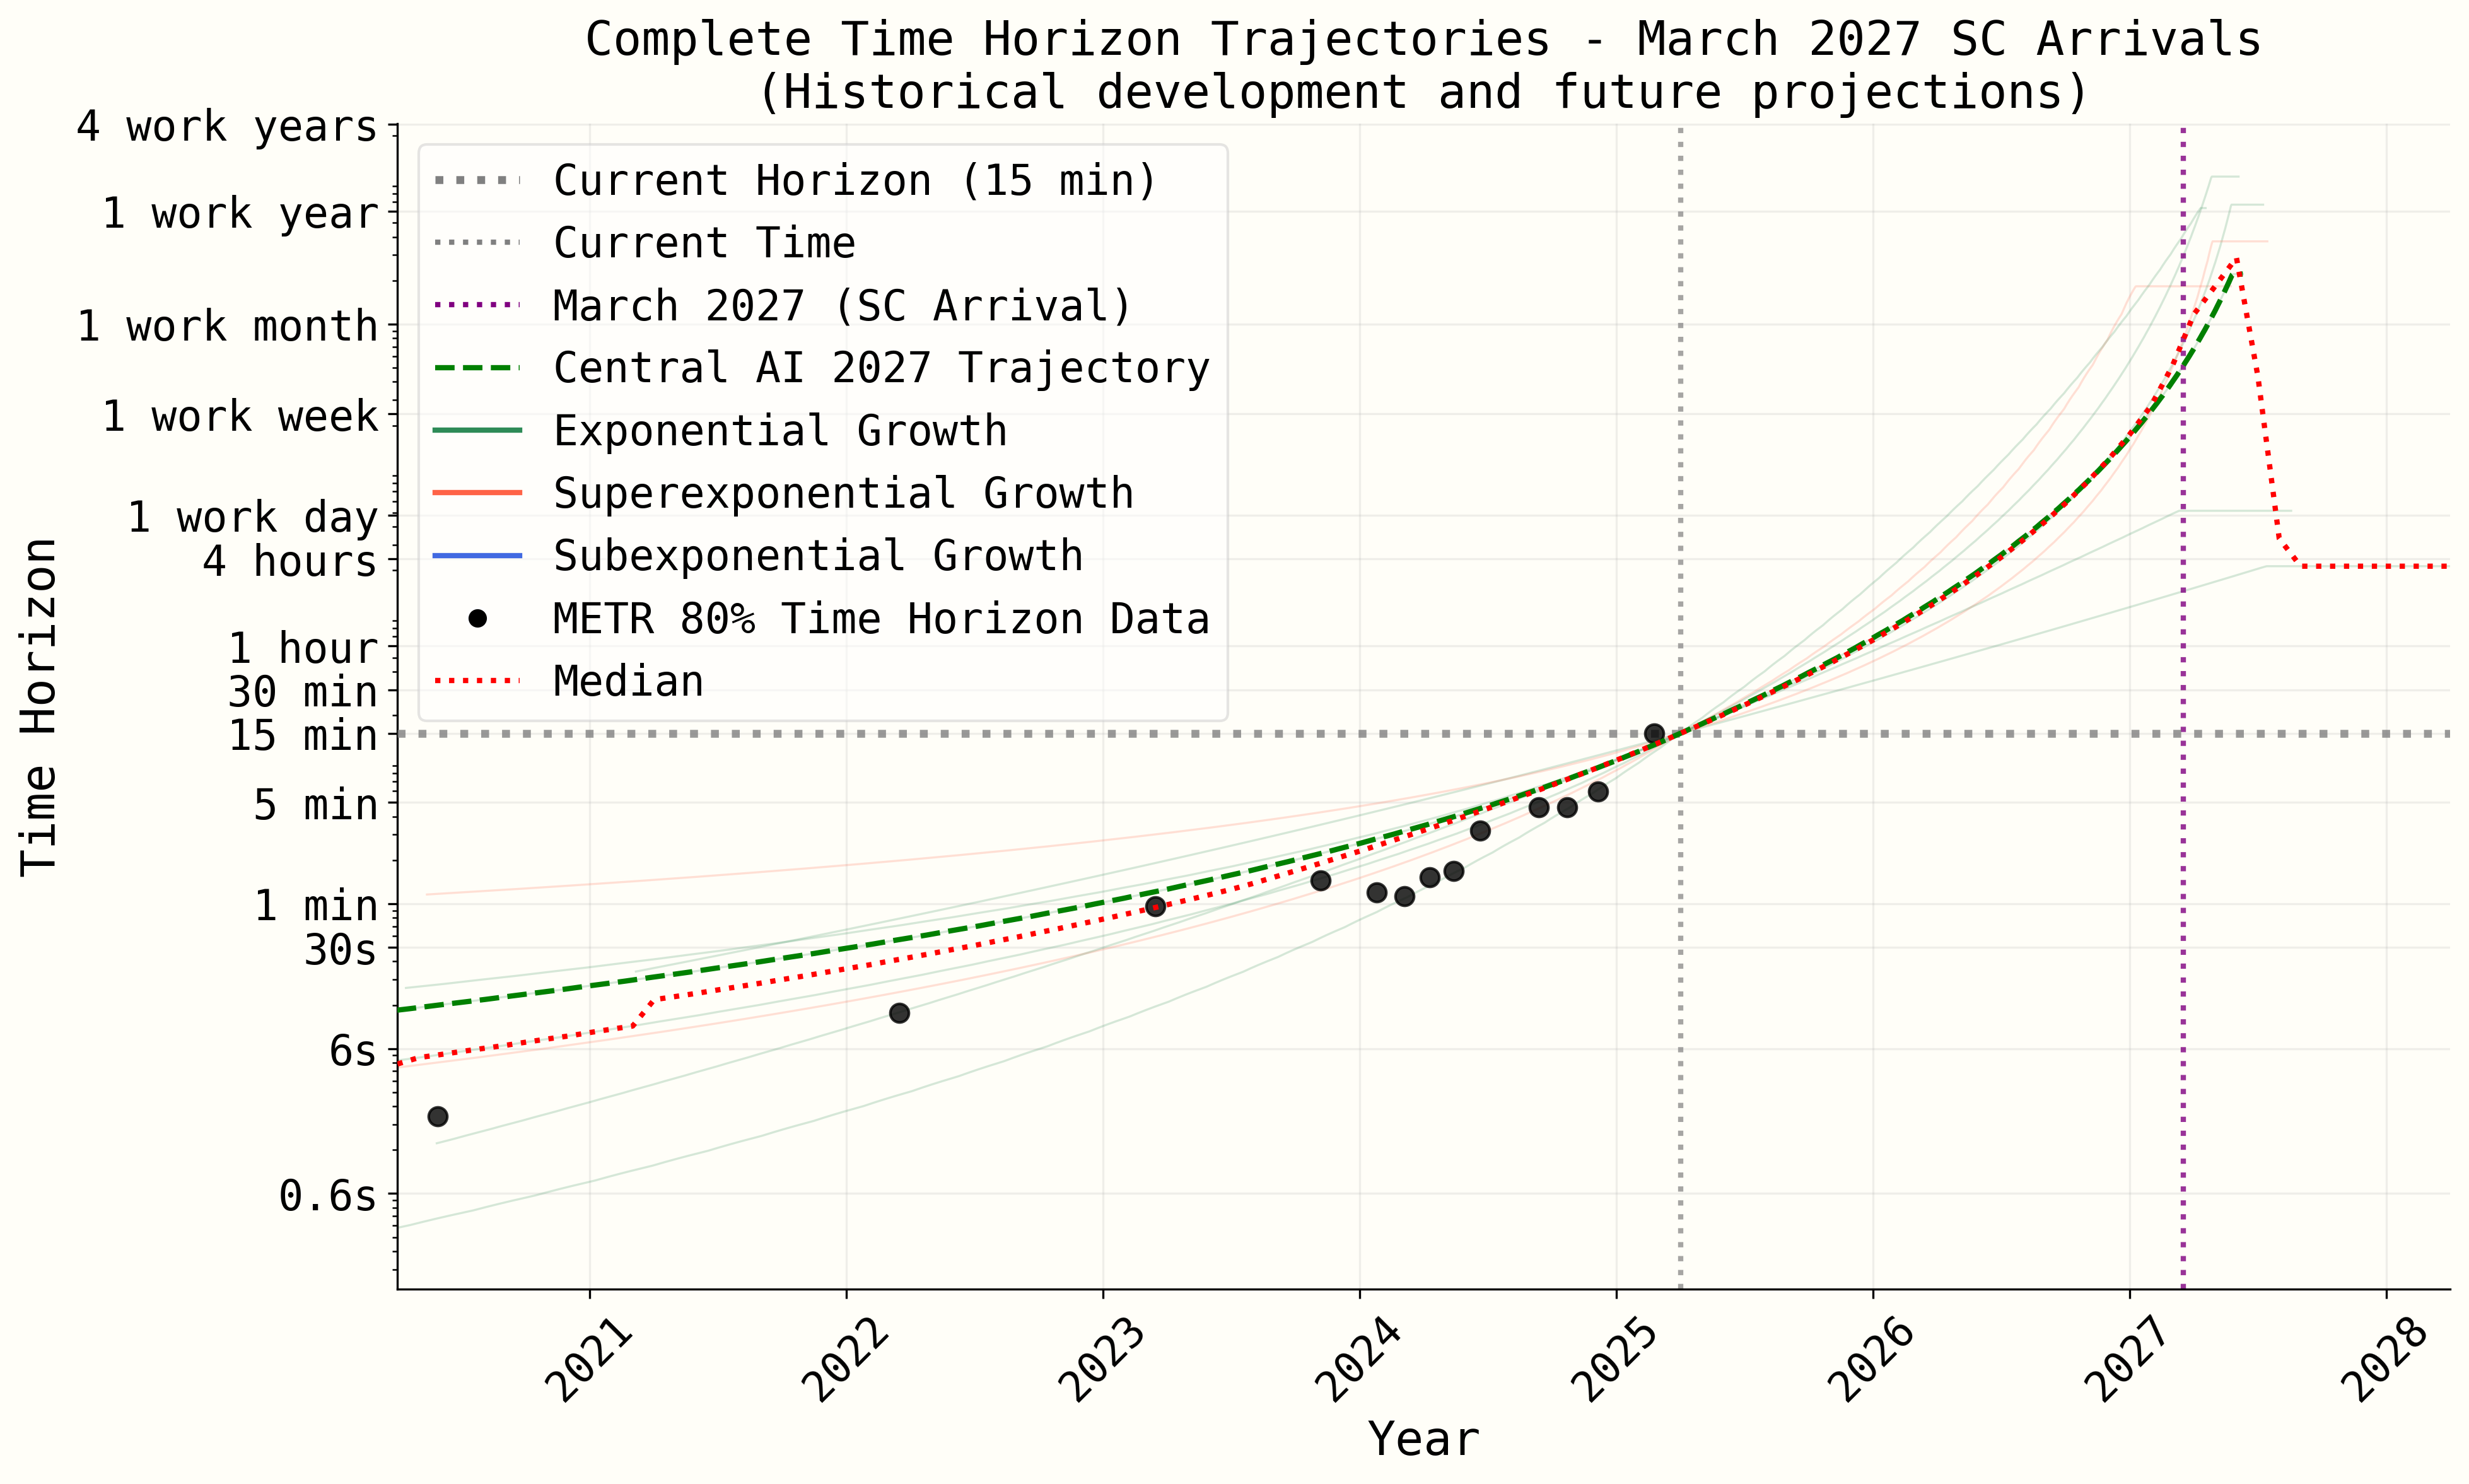 Complete Time Horizon Trajectories - March 2027 SC Arrivals
(Historical development and future projections)
4 work years
1 work year
1 work month
1 work week
1 work day
4 hours
1 hour
30 min
15 min
5 min
1 min
30s
6s
0.6s
Time Horizon
Current Horizon (15 min)
Current Time
March 2027 (SC Arrival)
Central AI 2027 Trajectory
Exponential Growth
Superexponential Growth
Subexponential Growth
METR 80% Time Horizon Data
Median
2021
2022
2023
2024
2025
2026
2027
2028
Year